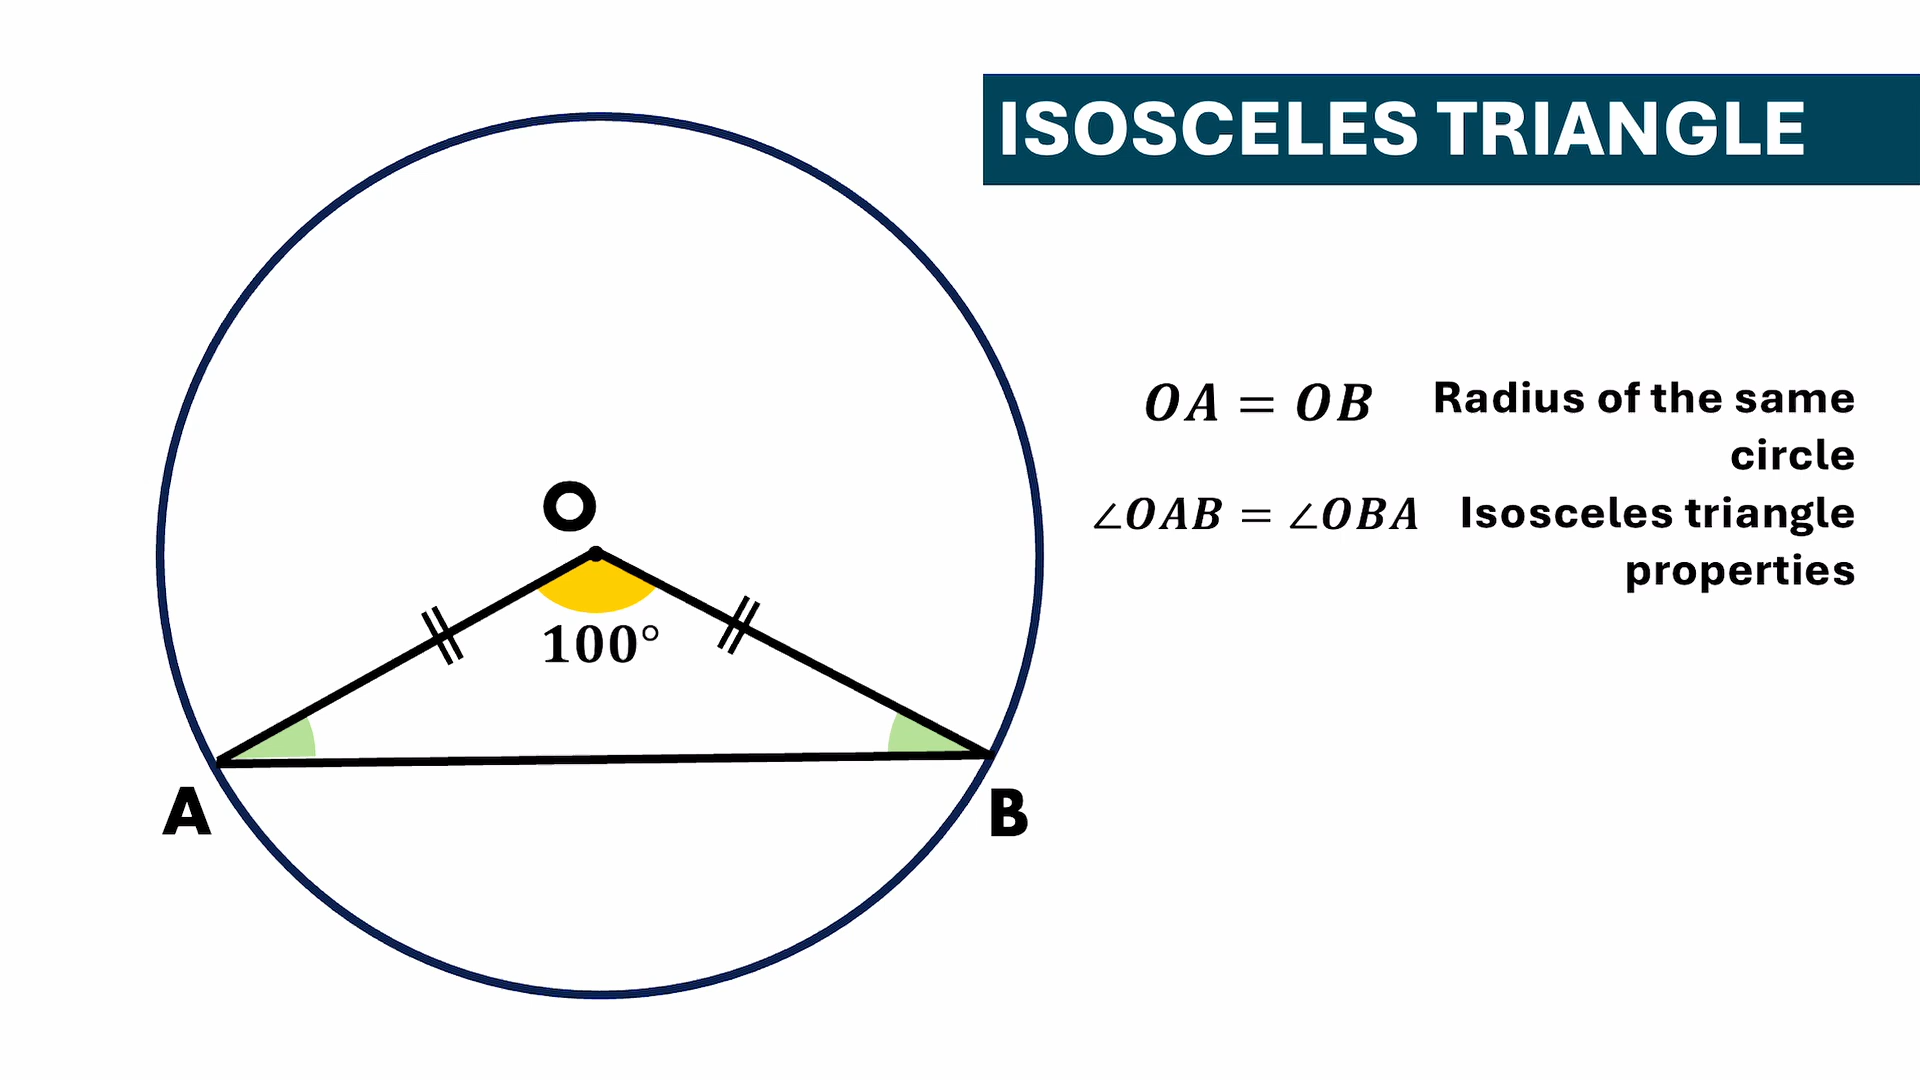 ISOSCELES TRIANGLE
OA = OB Radius of the same
circle
∠OAB = ∠OBA Isosceles triangle
properties
O
100°
A
B